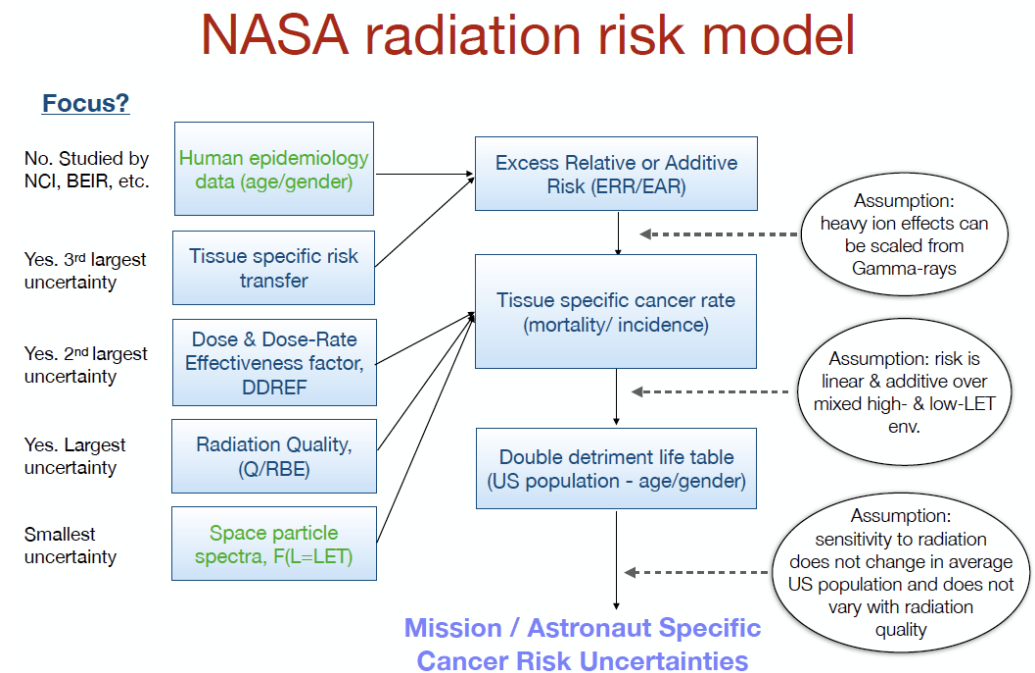 NASA radiation risk model
Focus?
No. Studied by
NCI, BEIR, etc.
Human epidemiology
data (age/gender)
Excess Relative or Additive
Risk (ERR/EAR)
Assumption:
heavy ion effects can
be scaled from
Gamma-rays
Yes. 3rd largest
uncertainty
Tissue specific risk
transfer
Tissue specific cancer rate
(mortality/ incidence)
Yes. 2nd largest
uncertainty
Dose & Dose-Rate
Effectiveness factor,
DDREF
Assumption: risk is
linear & additive over
mixed high- & low-LET
env.
Yes. Largest
uncertainty
Radiation Quality,
(Q/RBE)
Double detriment life table
(US population - age/gender)
Smallest
uncertainty
Space particle
spectra, F(L=LET)
Assumption:
sensitivity to radiation
does not change in average
US population and does not
vary with radiation
quality
Mission / Astronaut Specific
Cancer Risk Uncertainties